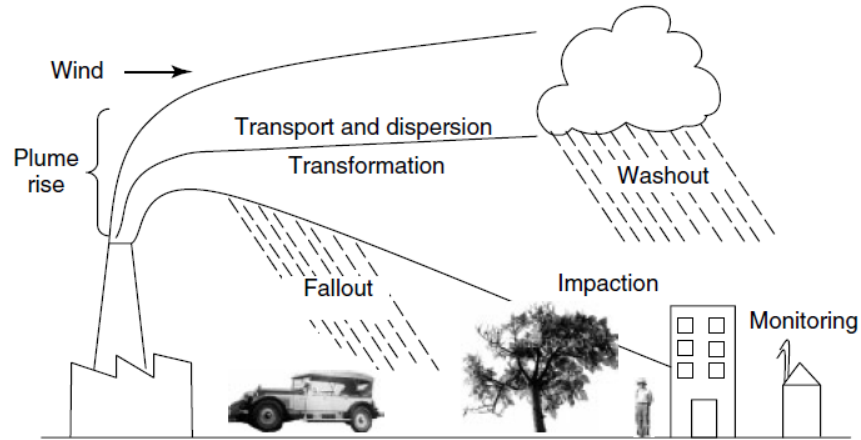 Wind
Plume
rise
Transport and dispersion
Transformation
Washout
Fallout
Impaction
Monitoring